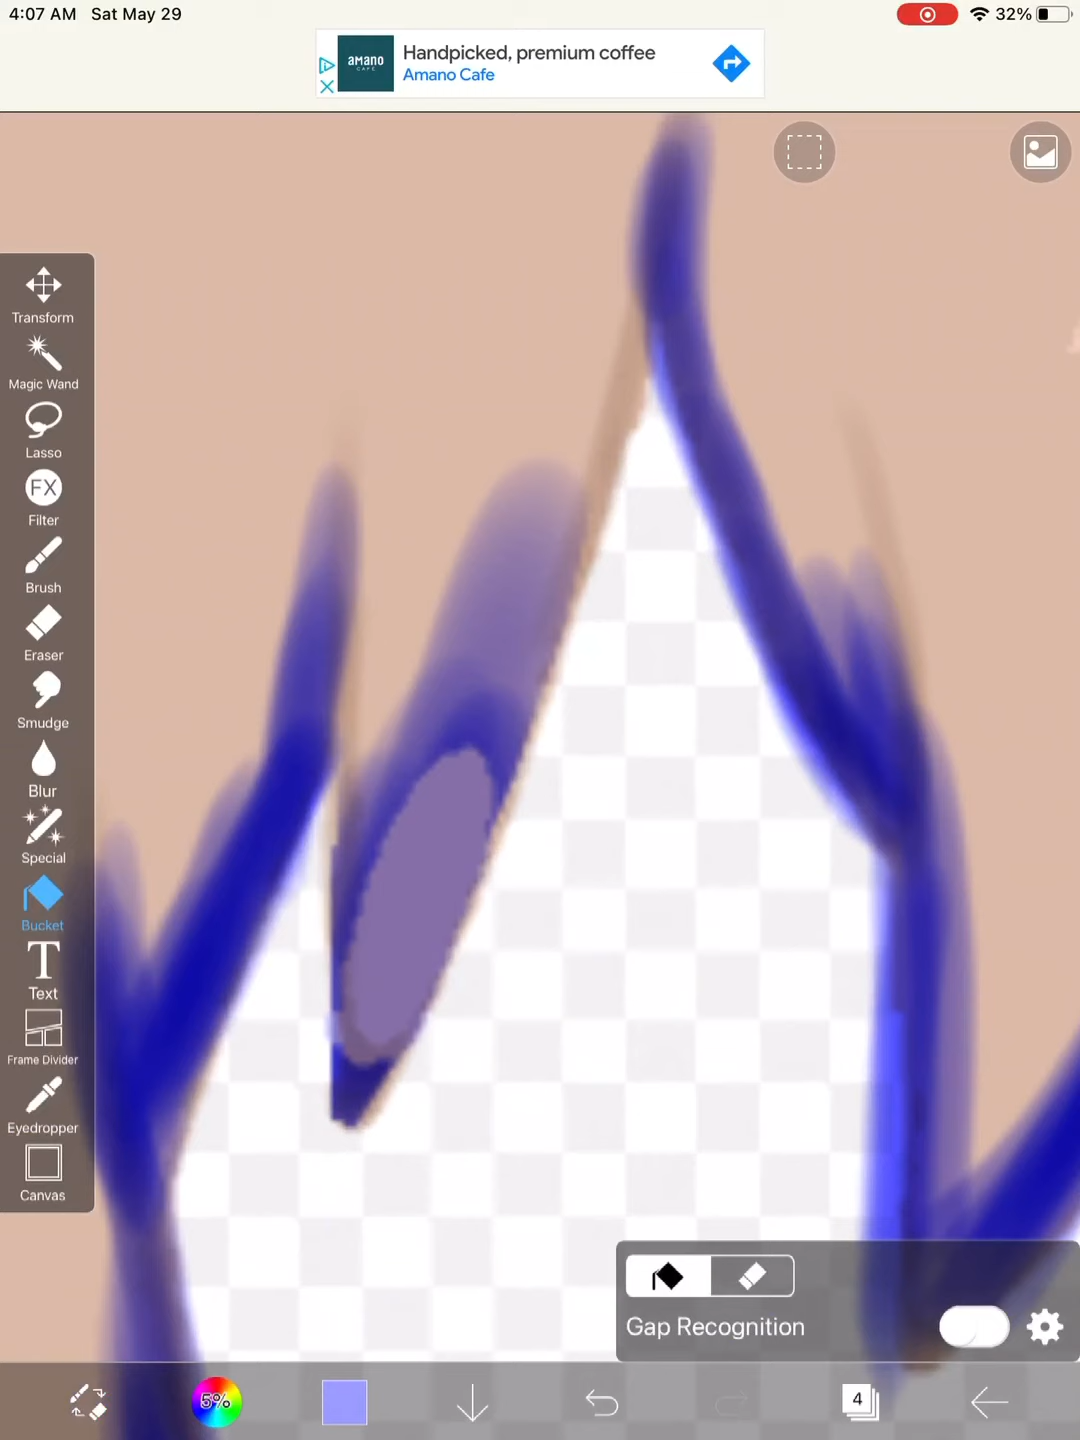 4:07 AM Sat May 29
32%
AMANO
CAFE
Handpicked, premium coffee
Amano Cafe
Transform
Magic Wand
Lasso
FX
Filter
Brush
Eraser
Smudge
Blur
Special
Bucket
T
Text
Frame Divider
Eyedropper
Canvas
Gap Recognition
5%
4